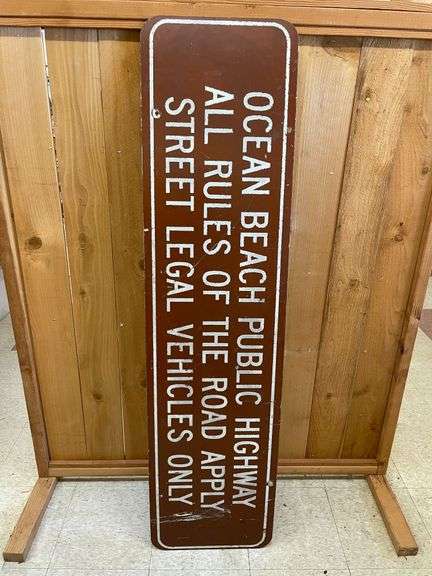 OCEAN BEACH PUBLIC HIGHWAY
ALL RULES OF THE ROAD APPLY
STREET LEGAL VEHICLES ONLY